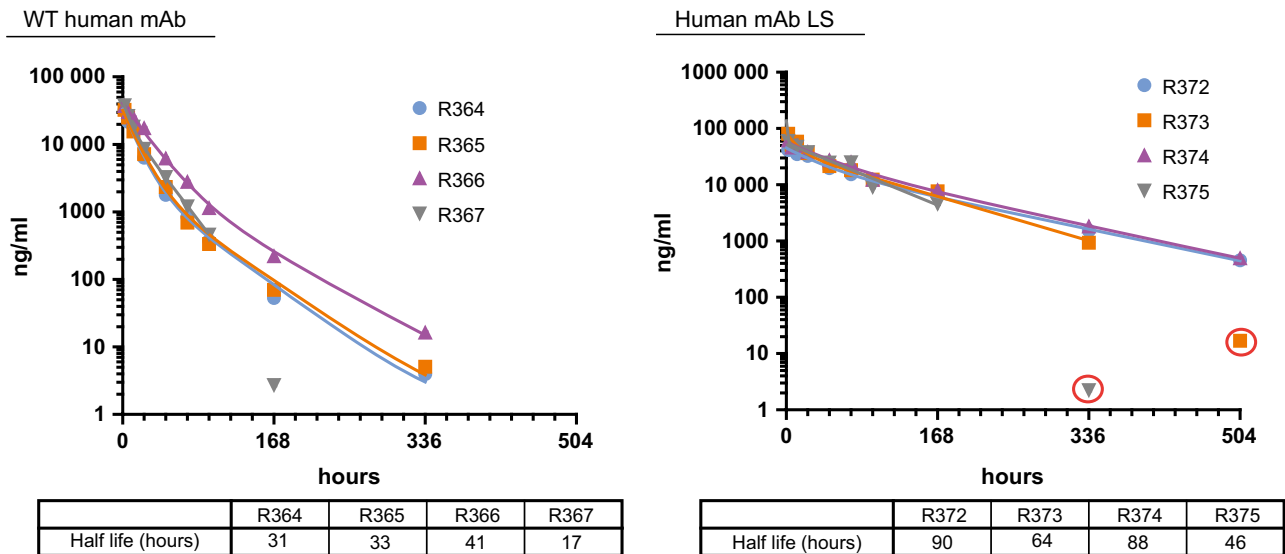 WT human mAb
100 000
10 000
1000
100
10
1
ng/ml
0
168
336
504
hours
R364
R365
R366
R367
R364 R365 R366 R367
Half life (hours) 31 33 41 17
Human mAb LS
1000 000
100 000
10 000
1000
100
10
1
ng/ml
0
168
336
504
hours
R372
R373
R374
R375
R372 R373 R374 R375
Half life (hours) 90 64 88 46